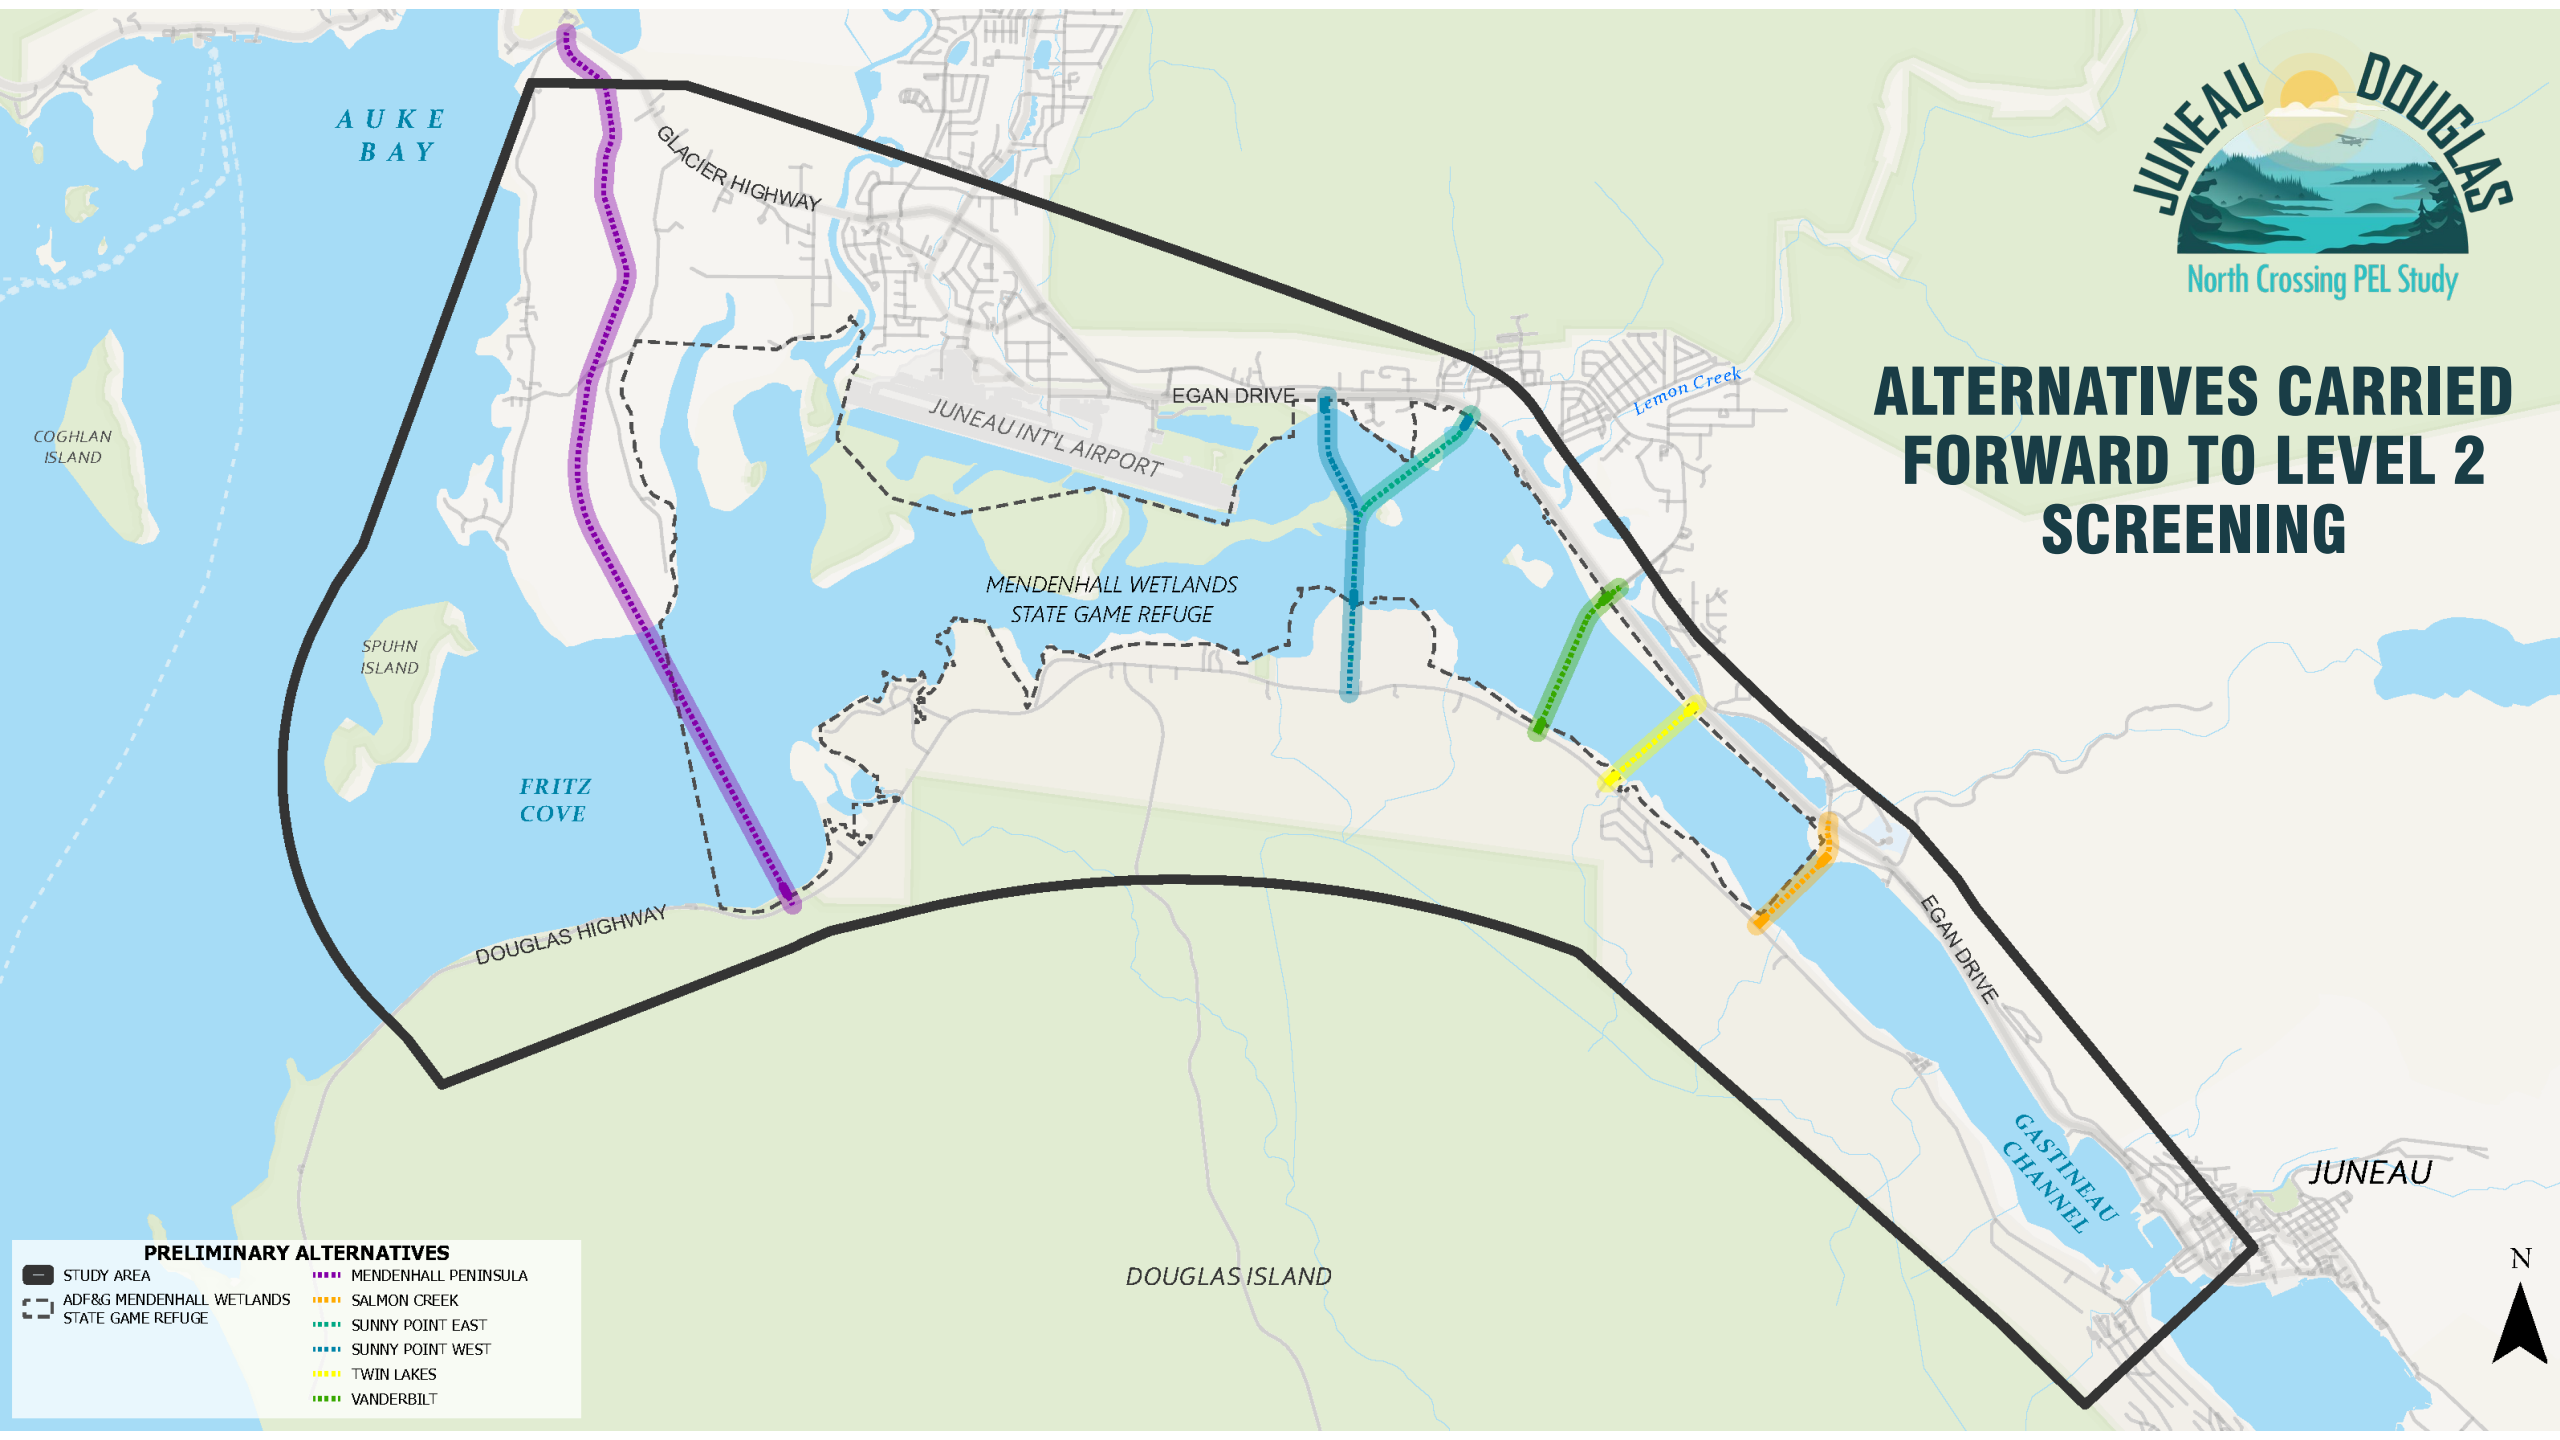 JUNEAU DOUGLAS
North Crossing PEL Study
ALTERNATIVES CARRIED
FORWARD TO LEVEL 2
SCREENING
AUKE
BAY
GLACIER HIGHWAY
EGAN DRIVE
Lemon Creek
JUNEAU INT'L AIRPORT
COGHLAN
ISLAND
MENDENHALL WETLANDS
STATE GAME REFUGE
SPUHN
ISLAND
FRITZ
COVE
DOUGLAS HIGHWAY
EGAN DRIVE
GASTINEAU
CHANNEL
JUNEAU
DOUGLAS ISLAND
N
PRELIMINARY ALTERNATIVES
STUDY AREA
ADF&G MENDENHALL WETLANDS
STATE GAME REFUGE
MENDENHALL PENINSULA
SALMON CREEK
SUNNY POINT EAST
SUNNY POINT WEST
TWIN LAKES
VANDERBILT